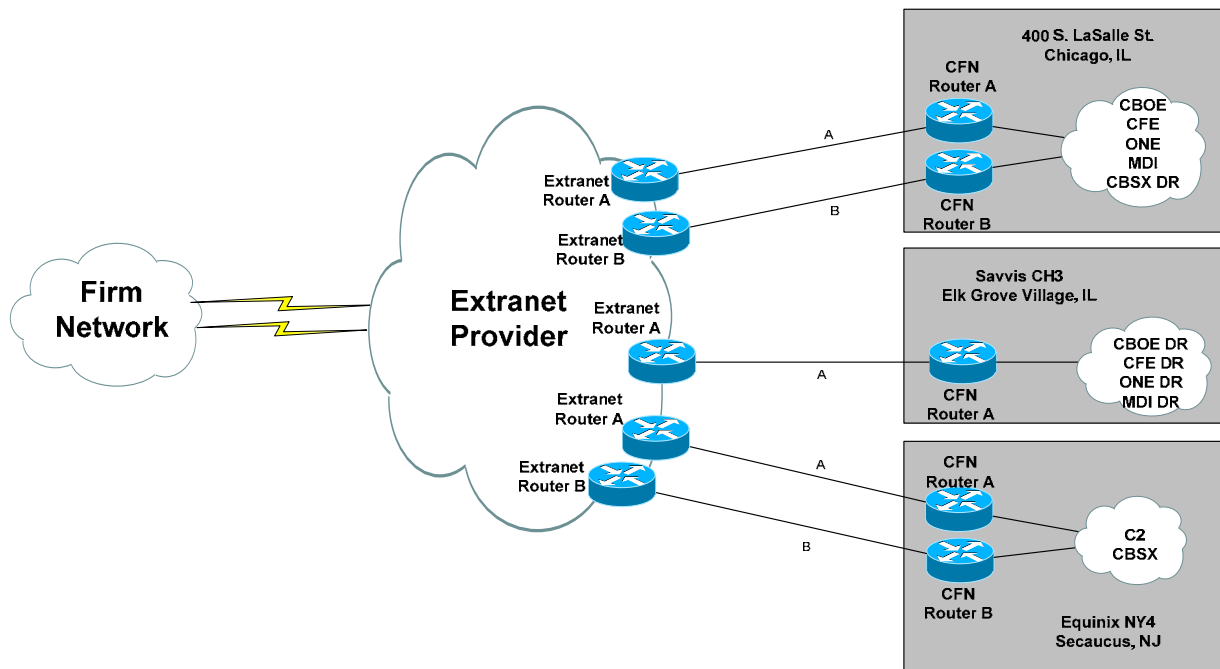 Firm
Network
Extranet
Provider
Extranet
Router A
Extranet
Router B
Extranet
Router A
Extranet
Router A
Extranet
Router B
A
B
A
A
B
400 S. LaSalle St.
Chicago, IL
CFN
Router A
CFN
Router B
CBOE
CFE
ONE
MDI
CBSX DR
Savvis CH3
Elk Grove Village, IL
CFN
Router A
CBOE DR
CFE DR
ONE DR
MDI DR
CFN
Router A
CFN
Router B
C2
CBSX
Equinix NY4
Secaucus, NJ